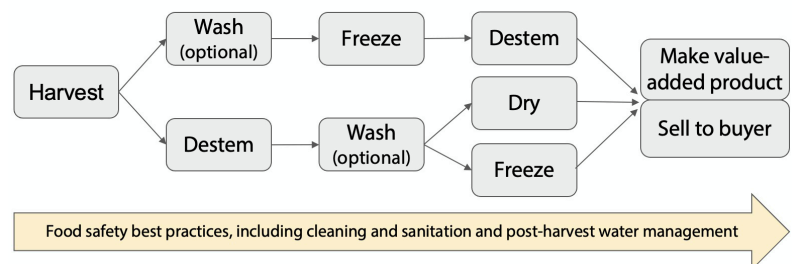 Wash
(optional)
Freeze
Destem
Make value-
added product
Harvest
Dry
Sell to buyer
Destem
Wash
(optional)
Freeze
Food safety best practices, including cleaning and sanitation and post-harvest water management